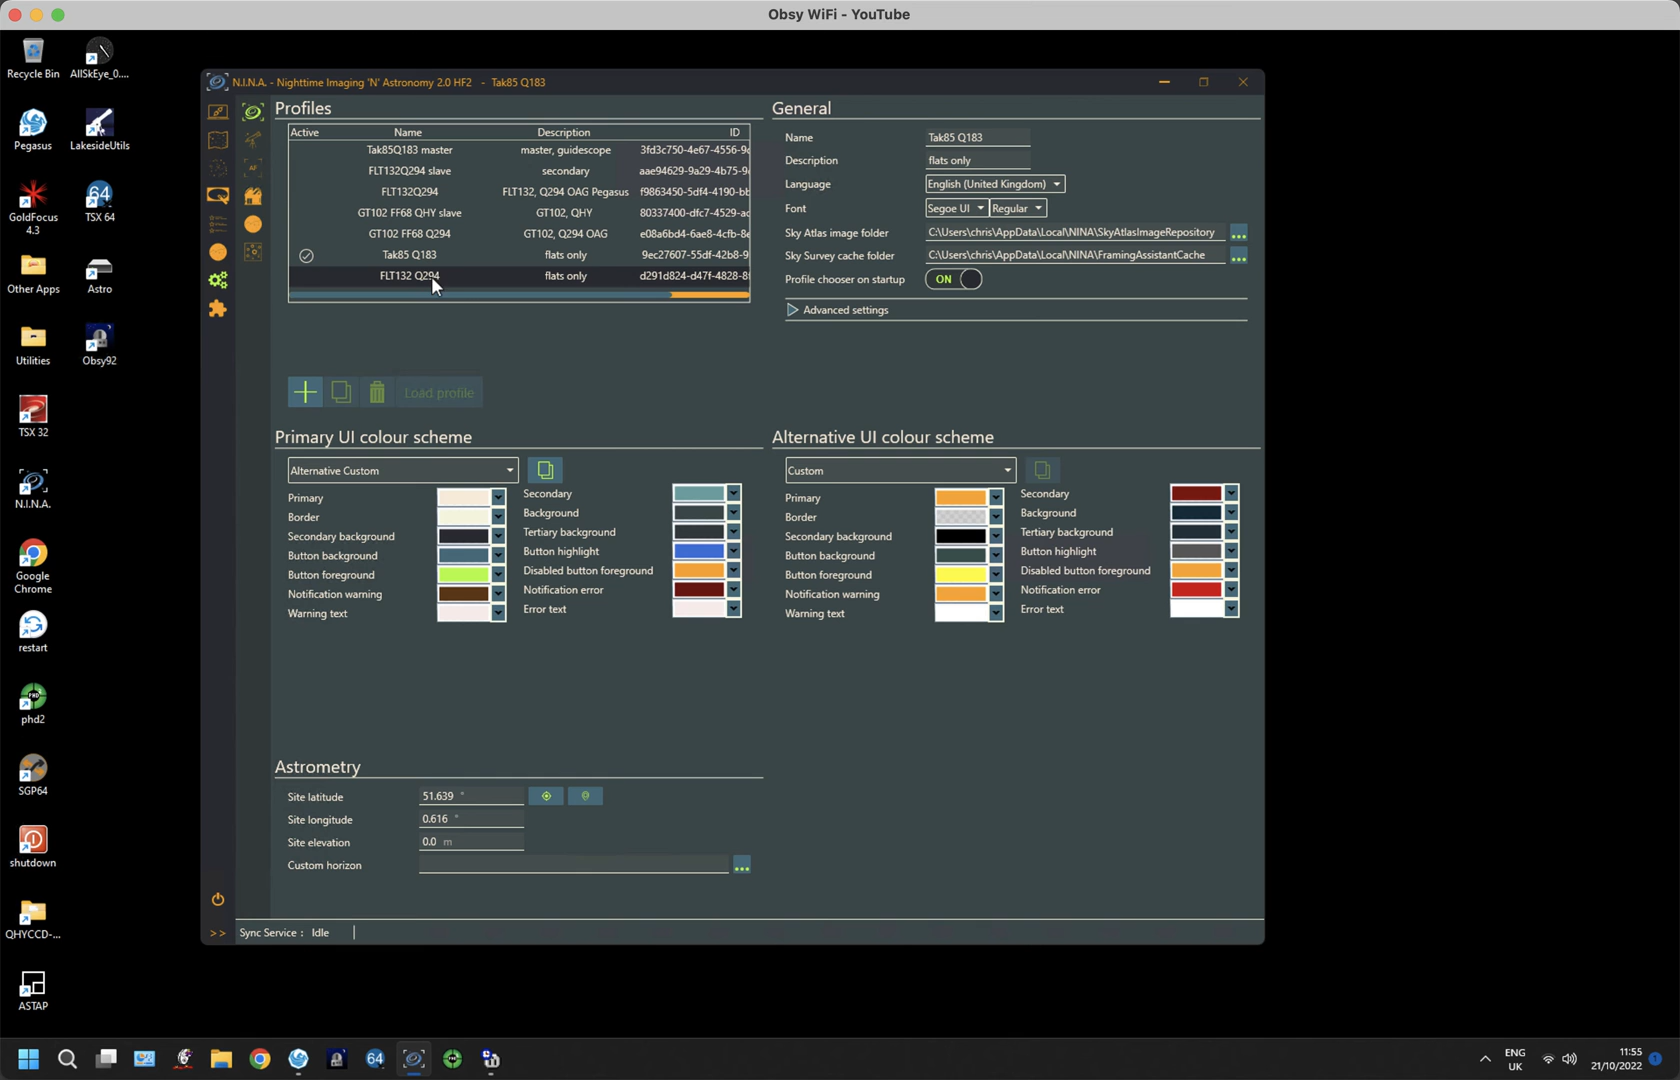 Obsy WiFi - YouTube
Recycle Bin
AllSkEye_0....
Pegasus
LakesideUtils
GoldFocus 4.3
64
TSX 64
Other Apps
Astro
Utilities
Obsy92
TSX 32
N.I.N.A.
Google Chrome
restart
phd2
SGP64
shutdown
QHYCCD-...
ASTAP
N.I.N.A. - Nighttime Imaging 'N' Astronomy 2.0 HF2 - Tak85 Q183
Profiles
Active Name Description ID
Tak85Q183 master master, guidescope 3fd3c750-4e67-4556-9c
FLT132Q294 slave secondary aae94629-9a29-4b75-9
FLT132Q294 FLT132, Q294 OAG Pegasus f9863450-5df4-4190-bb
GT102 FF68 QHY slave GT102, QHY 80337400-dfc7-4529-ac
GT102 FF68 Q294 GT102, Q294 OAG e08a6bd4-6ae8-4cfb-8e
Tak85 Q183 flats only 9ec27607-55df-42b8-9
FLT132 Q294 flats only d291d824-d47f-4828-8
Load profile
General
Name Tak85 Q183
Description flats only
Language English (United Kingdom)
Font Segoe UI Regular
Sky Atlas image folder C:\Users\chris\AppData\Local\NINA\SkyAtlasImageRepository ...
Sky Survey cache folder C:\Users\chris\AppData\Local\NINA\FramingAssistantCache ...
Profile chooser on startup ON
Advanced settings
Primary UI colour scheme
Alternative Custom
Primary Secondary
Border Background
Secondary background Tertiary background
Button background Button highlight
Button foreground Disabled button foreground
Notification warning Notification error
Warning text Error text
Alternative UI colour scheme
Custom
Primary Secondary
Border Background
Secondary background Tertiary background
Button background Button highlight
Button foreground Disabled button foreground
Notification warning Notification error
Warning text Error text
Astrometry
Site latitude 51.639 °
Site longitude 0.616 °
Site elevation 0.0 m
Custom horizon ...
>> Sync Service : Idle
64
ENG UK
11:55
21/10/2022
1